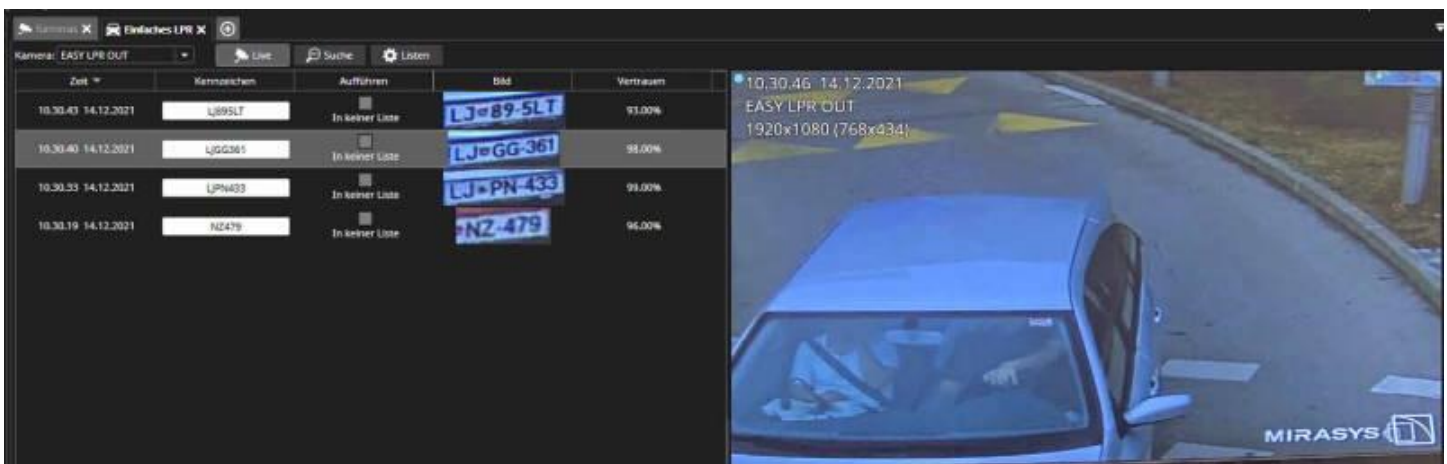 Kameras X Einfaches LPR X
Kamera: EASY LPR OUT Live Suche Listen
Zeit Kennzeichen Aufführen Bild Vertrauen
10.30.43 14.12.2021 LJ895LT In keiner Liste LJ 89-5LT 93.00%
10.30.40 14.12.2021 LJGG361 In keiner Liste LJ GG-361 98.00%
10.30.33 14.12.2021 LJPN433 In keiner Liste LJ PN-433 99.00%
10.30.19 14.12.2021 NZ479 In keiner Liste NZ-479 96.00%
10.30.46 14.12.2021
EASY LPR OUT
1920x1080 (768x434)
MIRASYS